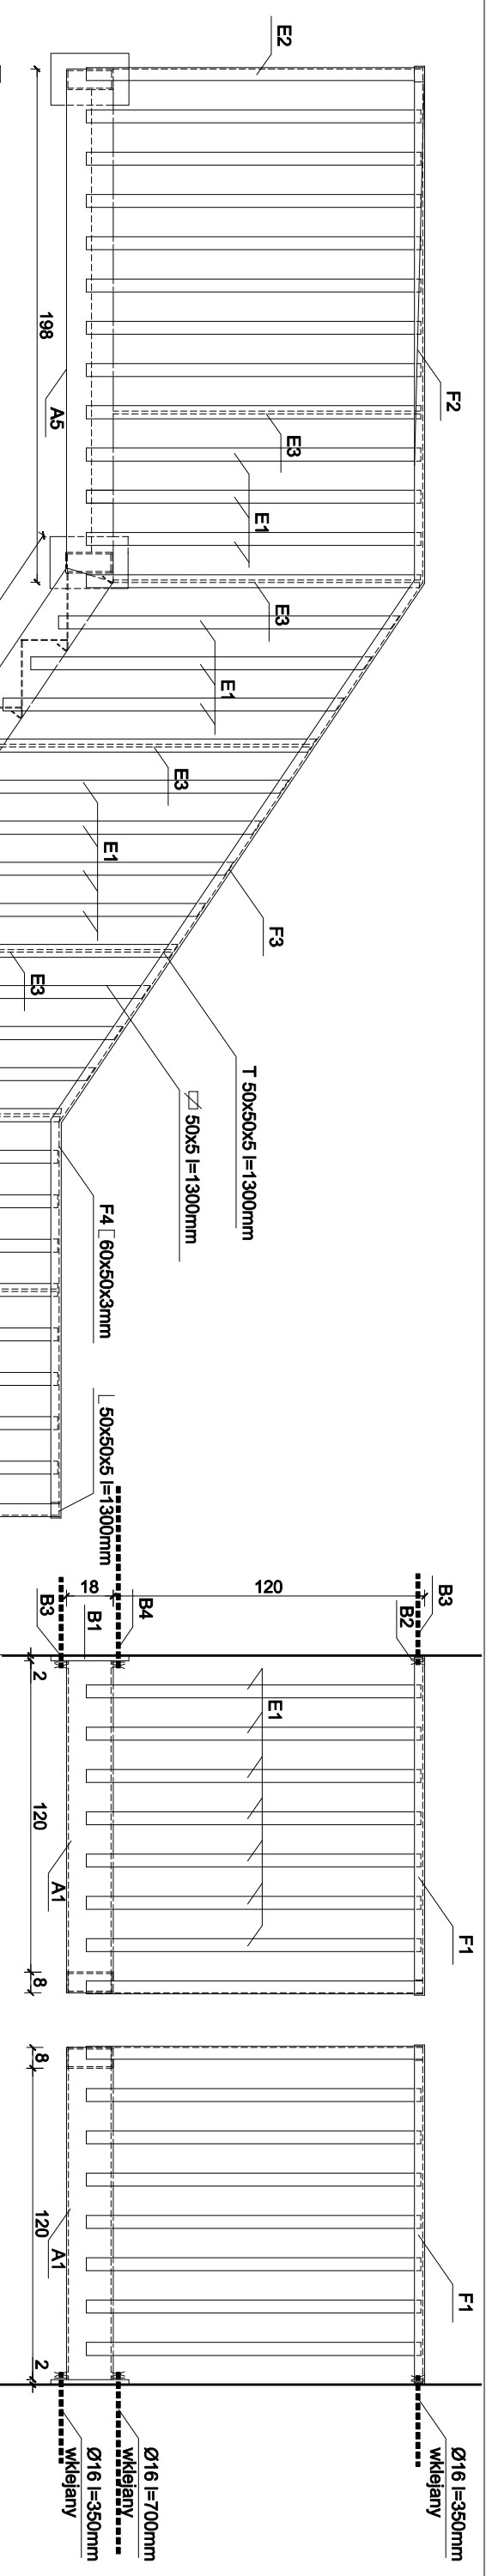 E2
F2
198
A5
E3
E1
E3
E1
E3
E1
F3
E3
T 50x50x5 l=1300mm
50x5 l=1300mm
F4 60x50x3mm
50x50x5 l=1300mm
B3
B1
B4
18
120
B2
B3
2
120
A1
8
E1
F1
8
120
A1
2
F1
Ø16 l=350mm
wklejany
Ø16 l=700mm
wklejany
Ø16 l=350mm
wklejany